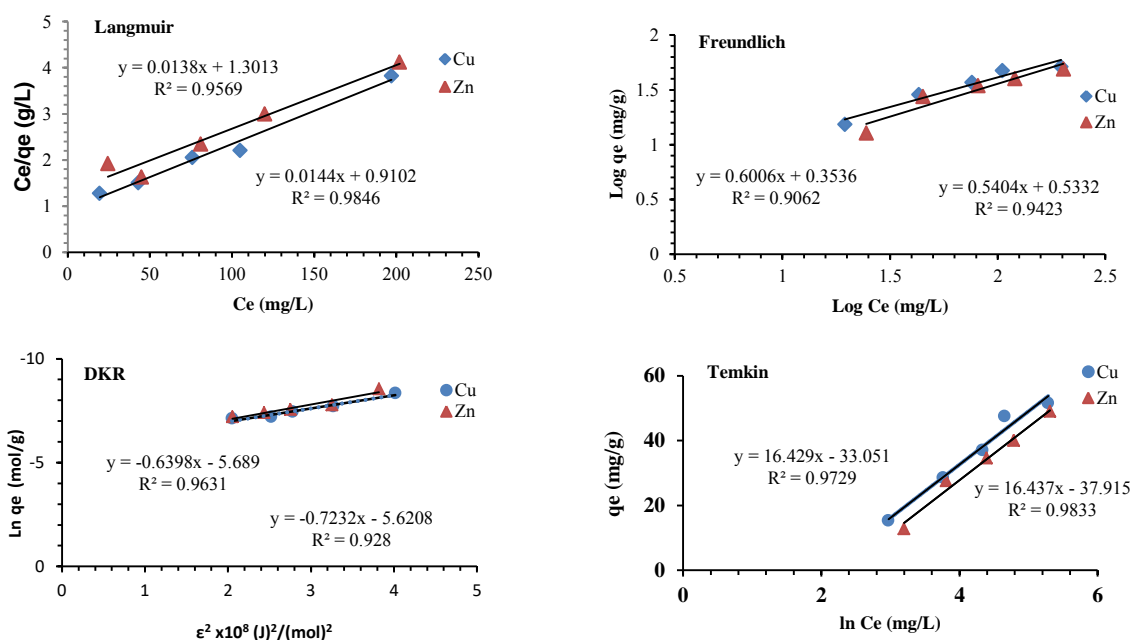 Langmuir
Cu
Zn
y = 0.0138x + 1.3013
R² = 0.9569
y = 0.0144x + 0.9102
R² = 0.9846
Ce/qe (g/L)
5
4
3
2
1
0
0 50 100 150 200 250
Ce (mg/L)
Freundlich
Cu
Zn
y = 0.6006x + 0.3536
R² = 0.9062
y = 0.5404x + 0.5332
R² = 0.9423
Log qe (mg/g)
2
1.5
1
0.5
0
0.5 1 1.5 2 2.5
Log Ce (mg/L)
DKR
Cu
Zn
y = -0.6398x - 5.689
R² = 0.9631
y = -0.7232x - 5.6208
R² = 0.928
Ln qe (mol/g)
-10
-5
0
0 1 2 3 4 5
ε² x10⁸ (J)²/(mol)²
Temkin
Cu
Zn
y = 16.429x - 33.051
R² = 0.9729
y = 16.437x - 37.915
R² = 0.9833
qe (mg/g)
60
40
20
0
0 2 4 6
ln Ce (mg/L)